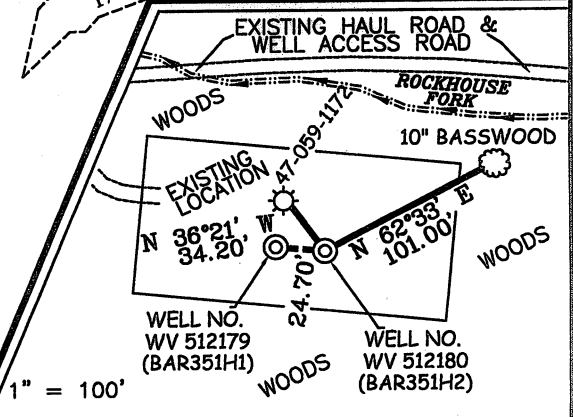 EXISTING HAUL ROAD &
WELL ACCESS ROAD
ROCKHOUSE
FORK
WOODS
10" BASSWOOD
47-059-1172
EXISTING
LOCATION
N 36°21' W
34.20'
N 62°33' E
101.00'
WOODS
24.70'
WELL NO.
WV 512179
(BAR351H1)
WELL NO.
WV 512180
(BAR351H2)
WOODS
1" = 100'